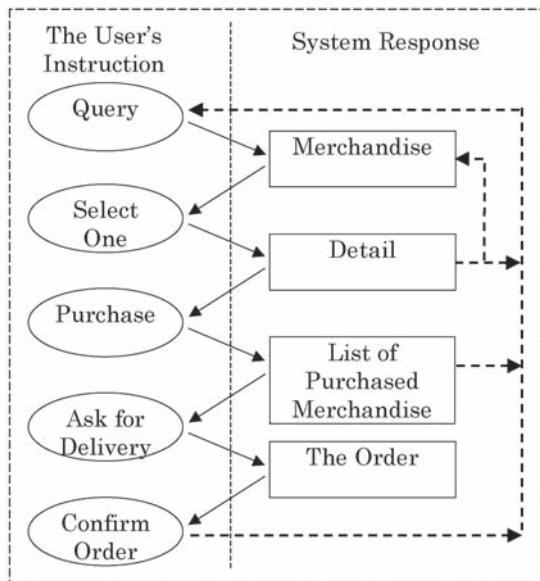 The User's
Instruction
System Response
Query
Merchandise
Select
One
Detail
Purchase
List of
Purchased
Merchandise
Ask for
Delivery
The Order
Confirm
Order